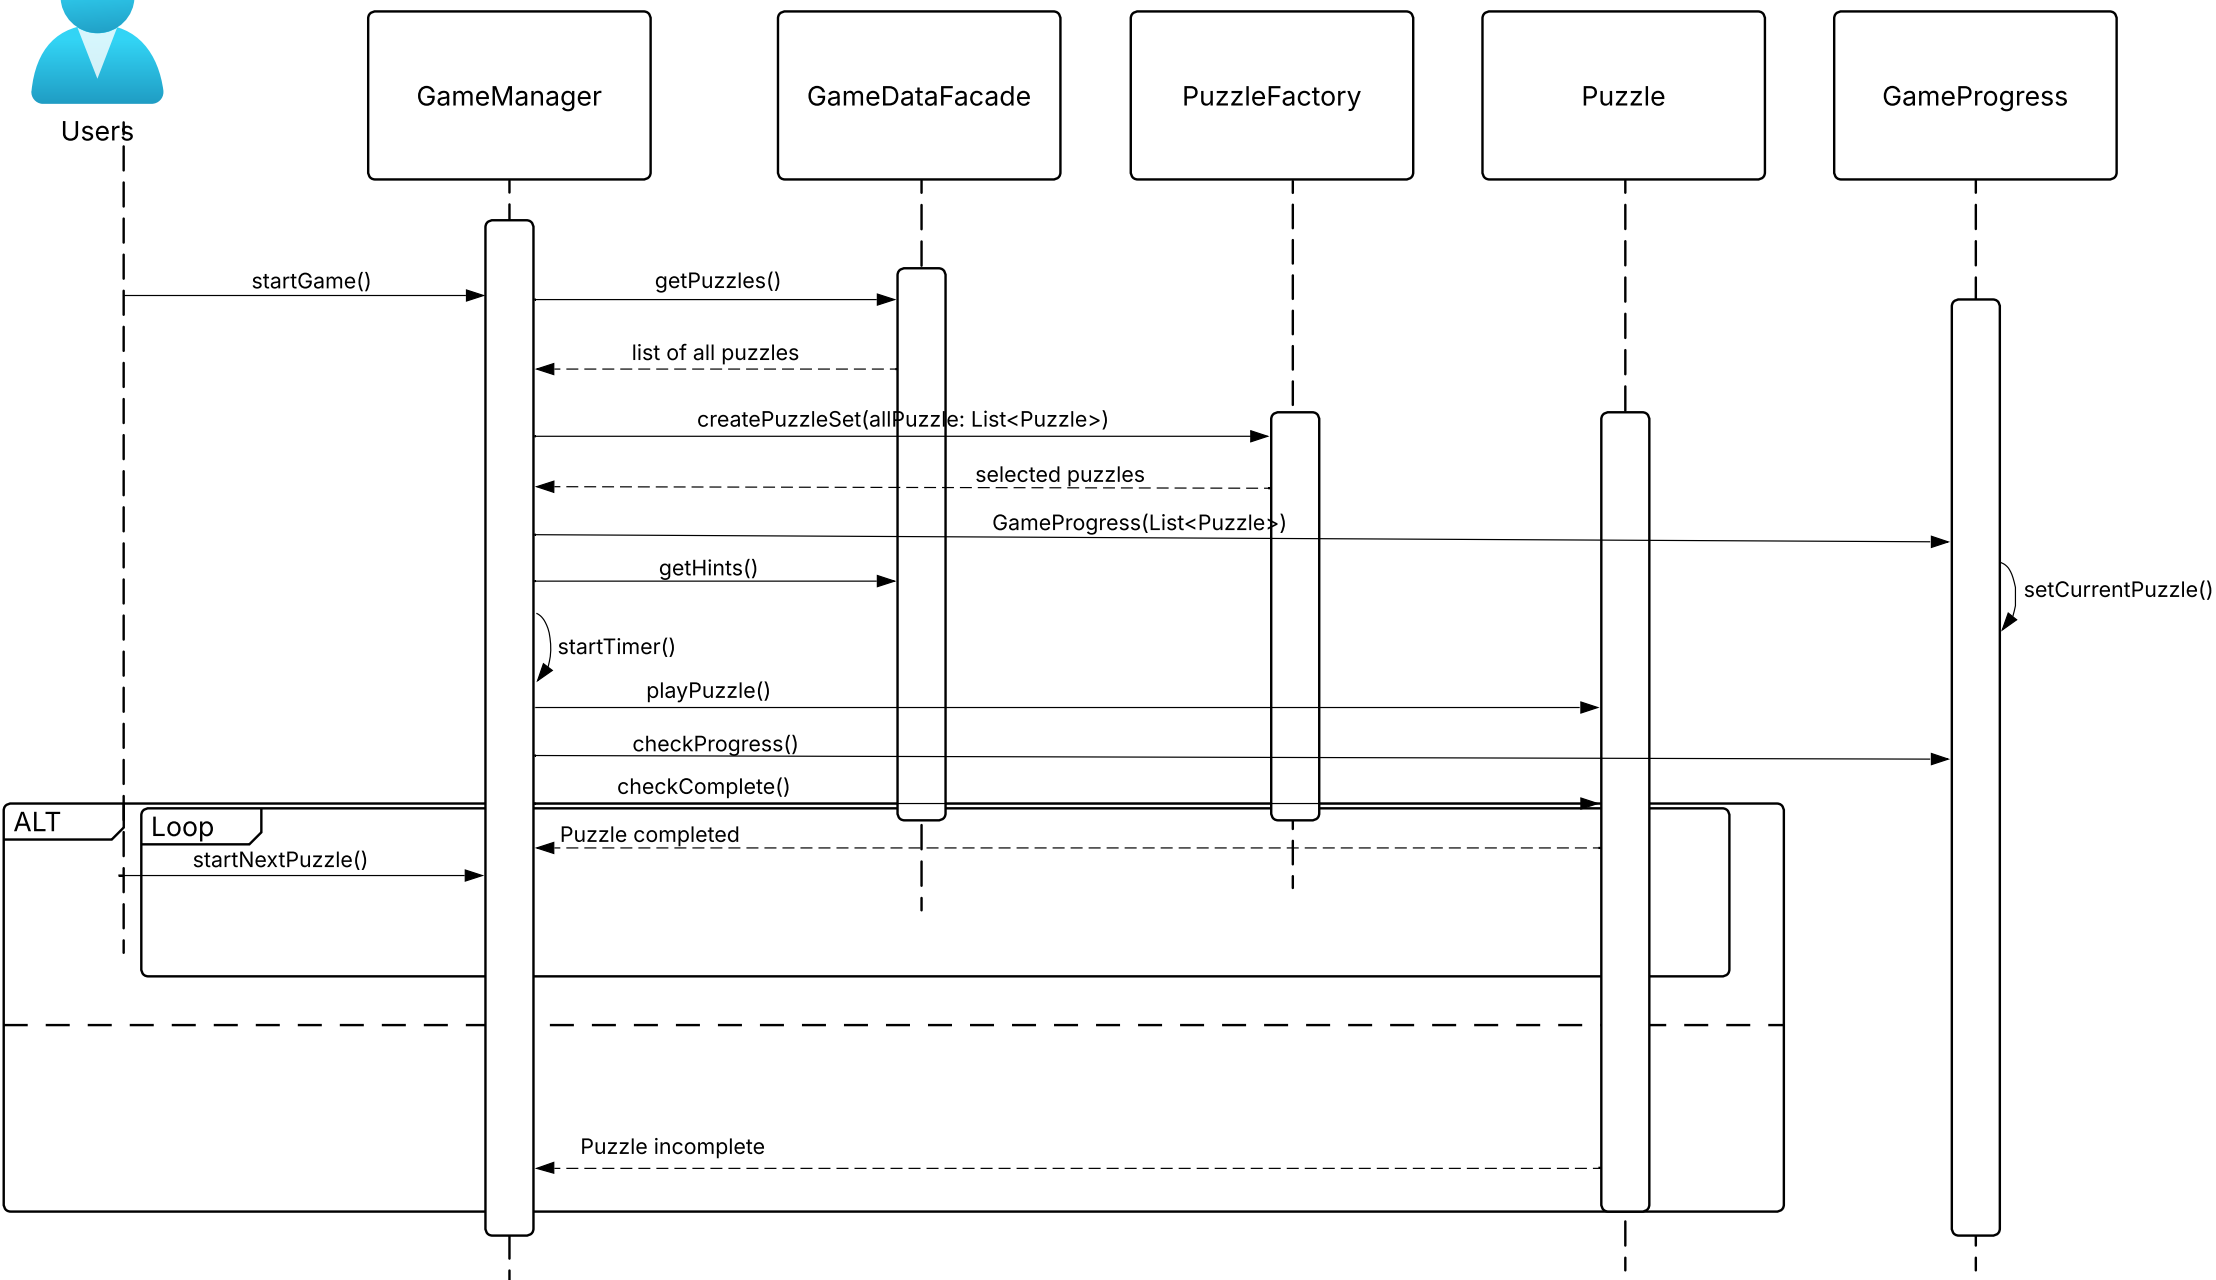 Users
GameManager
GameDataFacade
PuzzleFactory
Puzzle
GameProgress
startGame()
getPuzzles()
list of all puzzles
createPuzzleSet(allPuzzle: List<Puzzle>)
selected puzzles
GameProgress(List<Puzzle>)
getHints()
setCurrentPuzzle()
startTimer()
playPuzzle()
checkProgress()
checkComplete()
ALT
Loop
Puzzle completed
startNextPuzzle()
Puzzle incomplete